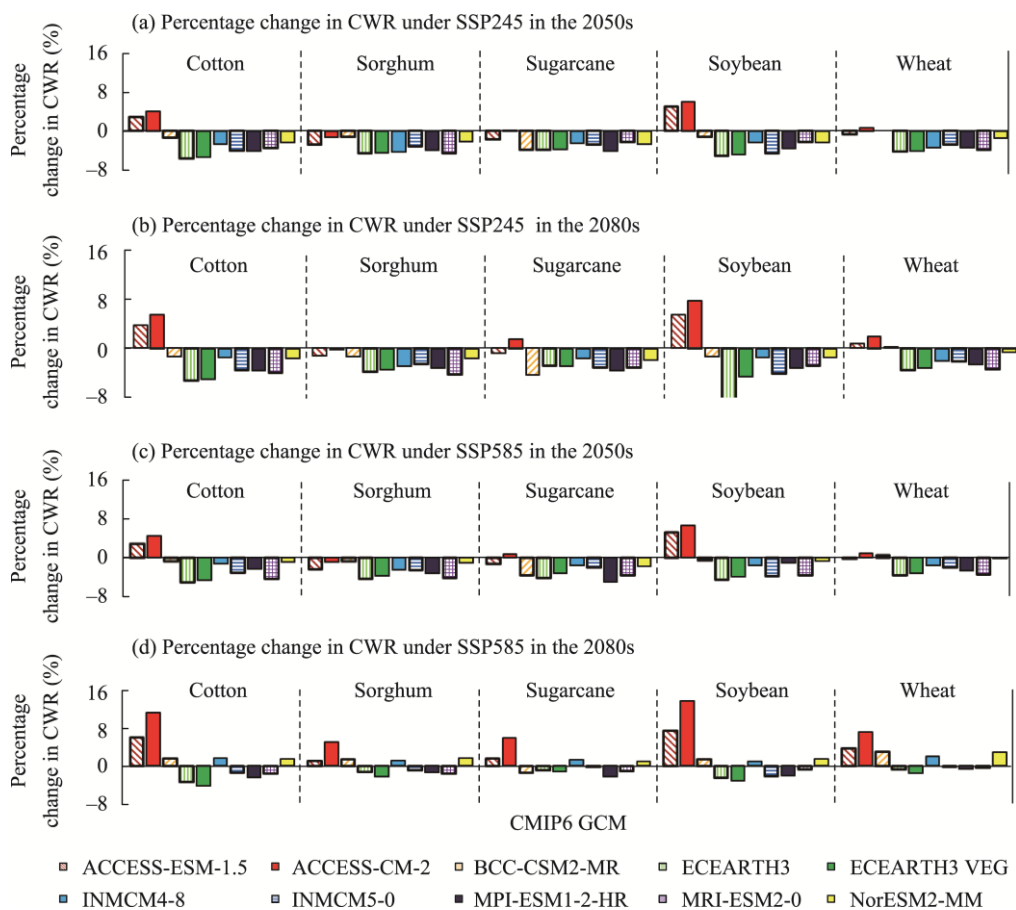 (a) Percentage change in CWR under SSP245 in the 2050s
Percentage
change in CWR (%)
16
8
0
–8
Cotton Sorghum Sugarcane Soybean Wheat
(b) Percentage change in CWR under SSP245 in the 2080s
Percentage
change in CWR (%)
16
8
0
–8
Cotton Sorghum Sugarcane Soybean Wheat
(c) Percentage change in CWR under SSP585 in the 2050s
Percentage
change in CWR (%)
16
8
0
–8
Cotton Sorghum Sugarcane Soybean Wheat
(d) Percentage change in CWR under SSP585 in the 2080s
Percentage
change in CWR (%)
16
8
0
–8
Cotton Sorghum Sugarcane Soybean Wheat
CMIP6 GCM
ACCESS-ESM-1.5 ACCESS-CM-2 BCC-CSM2-MR ECEARTH3 ECEARTH3 VEG
INMCM4-8 INMCM5-0 MPI-ESM1-2-HR MRI-ESM2-0 NorESM2-MM